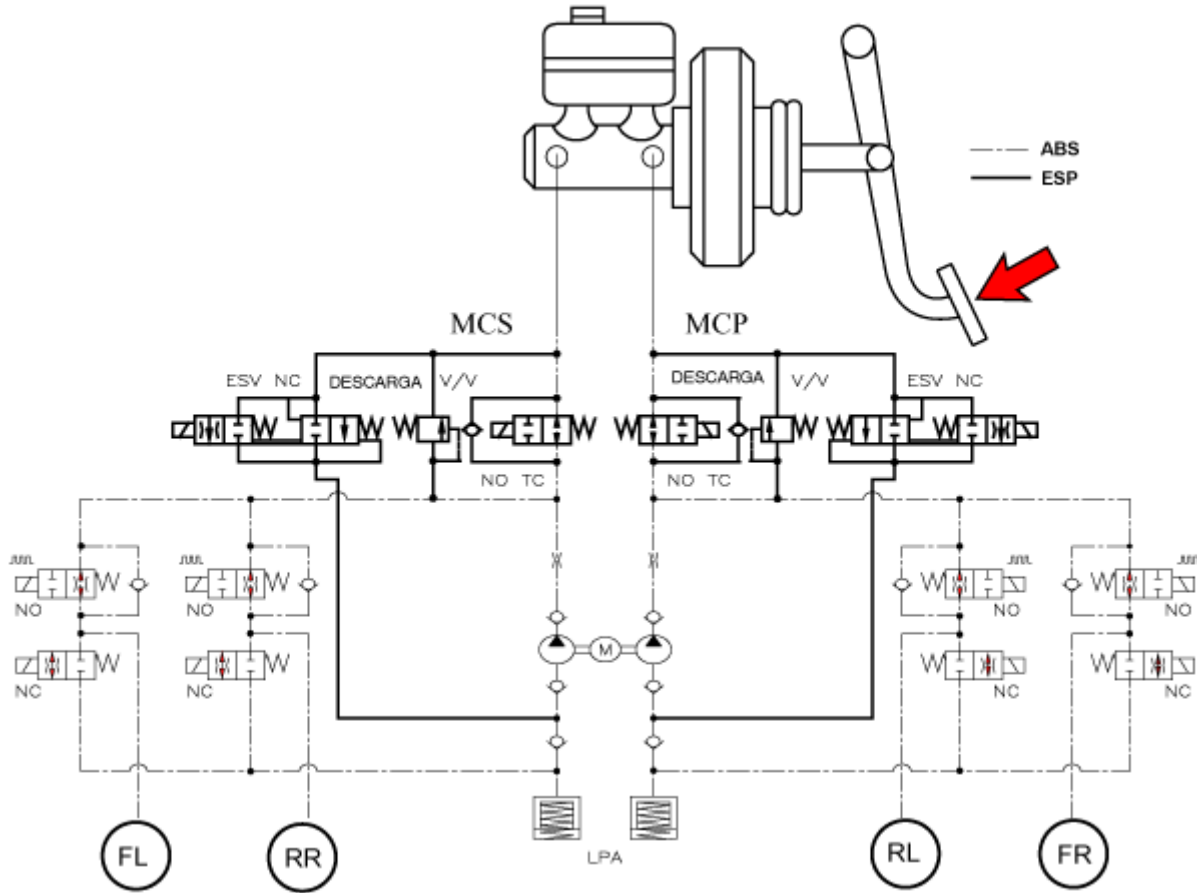 ABS
ESP
MCS
MCP
ESV NC
DESCARGA
V/V
DESCARGA
V/V
ESV NC
NO TC
NO TC
NO
NO
NO
NO
M
NC
NC
NC
NC
LPA
FL
RR
RL
FR